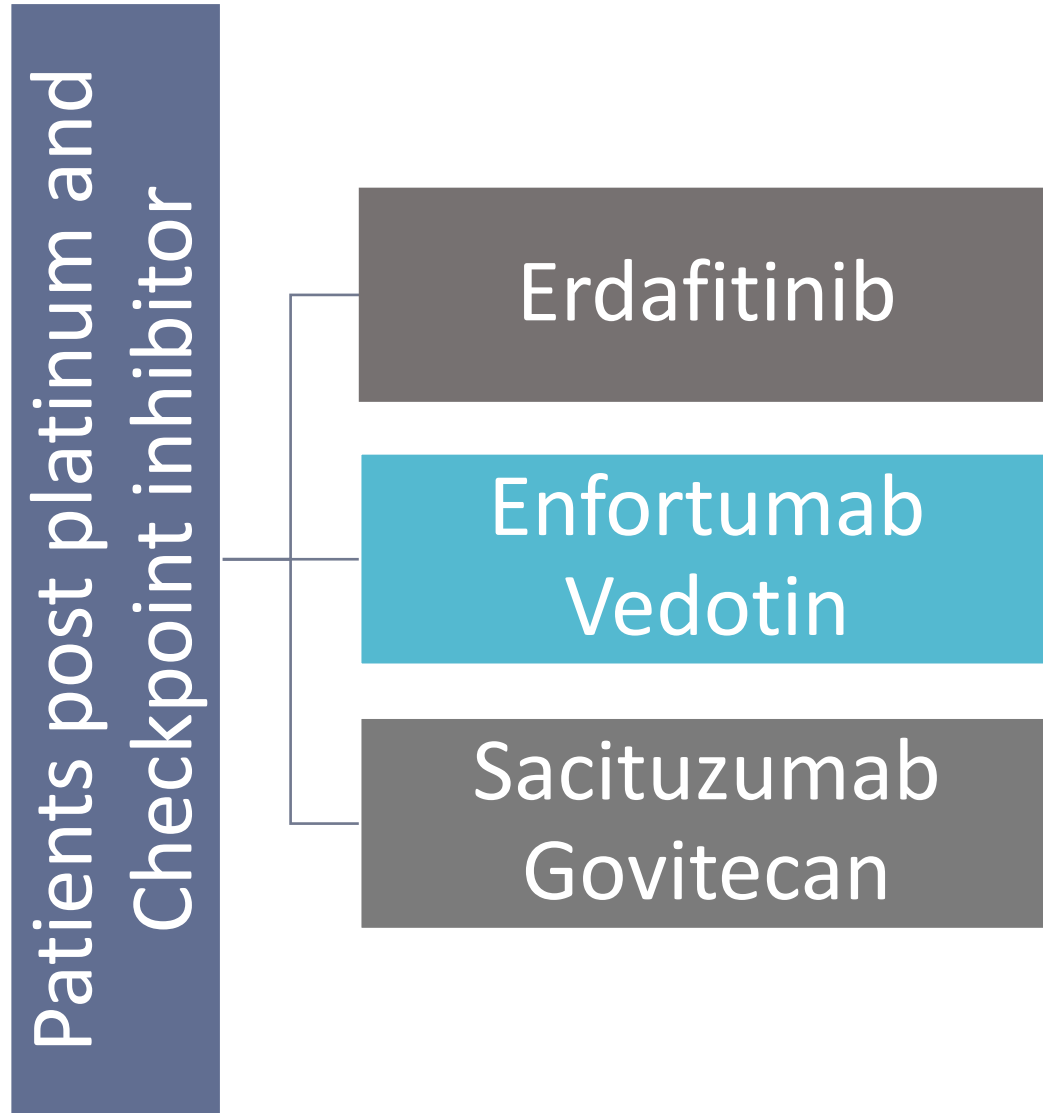 Patients post platinum and
Checkpoint inhibitor
Erdafitinib
Enfortumab
Vedotin
Sacituzumab
Govitecan